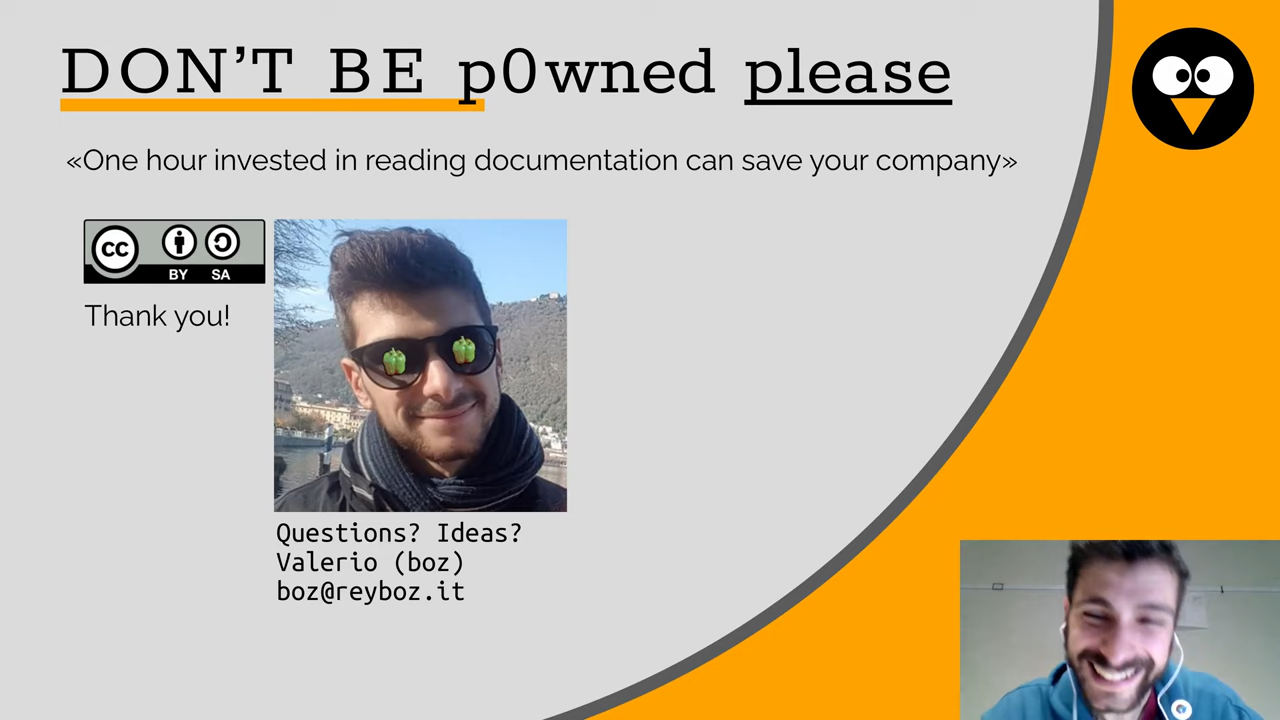 DON'T BE p0wned please
«One hour invested in reading documentation can save your company»
cc BY SA
Thank you!
Questions? Ideas?
Valerio (boz)
boz@reyboz.it